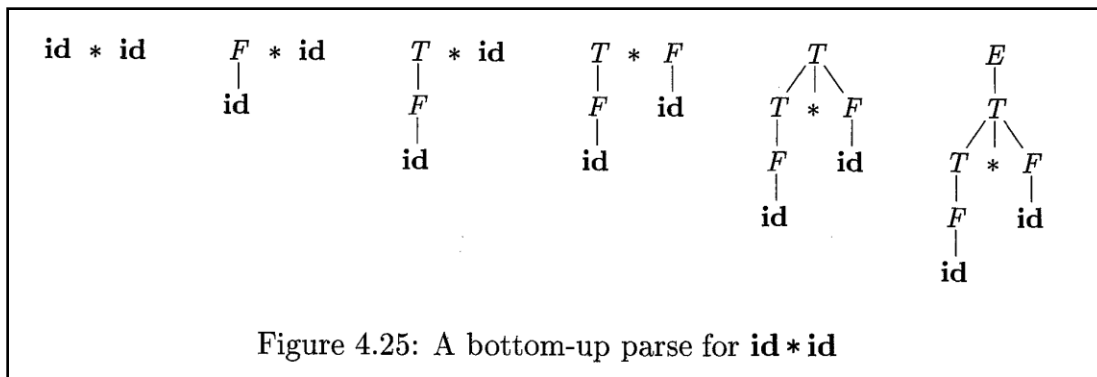 id * id F * id T * id T * F T E
id F F id T * F T
id id F id T * F
id F id
id
Figure 4.25: A bottom-up parse for id * id